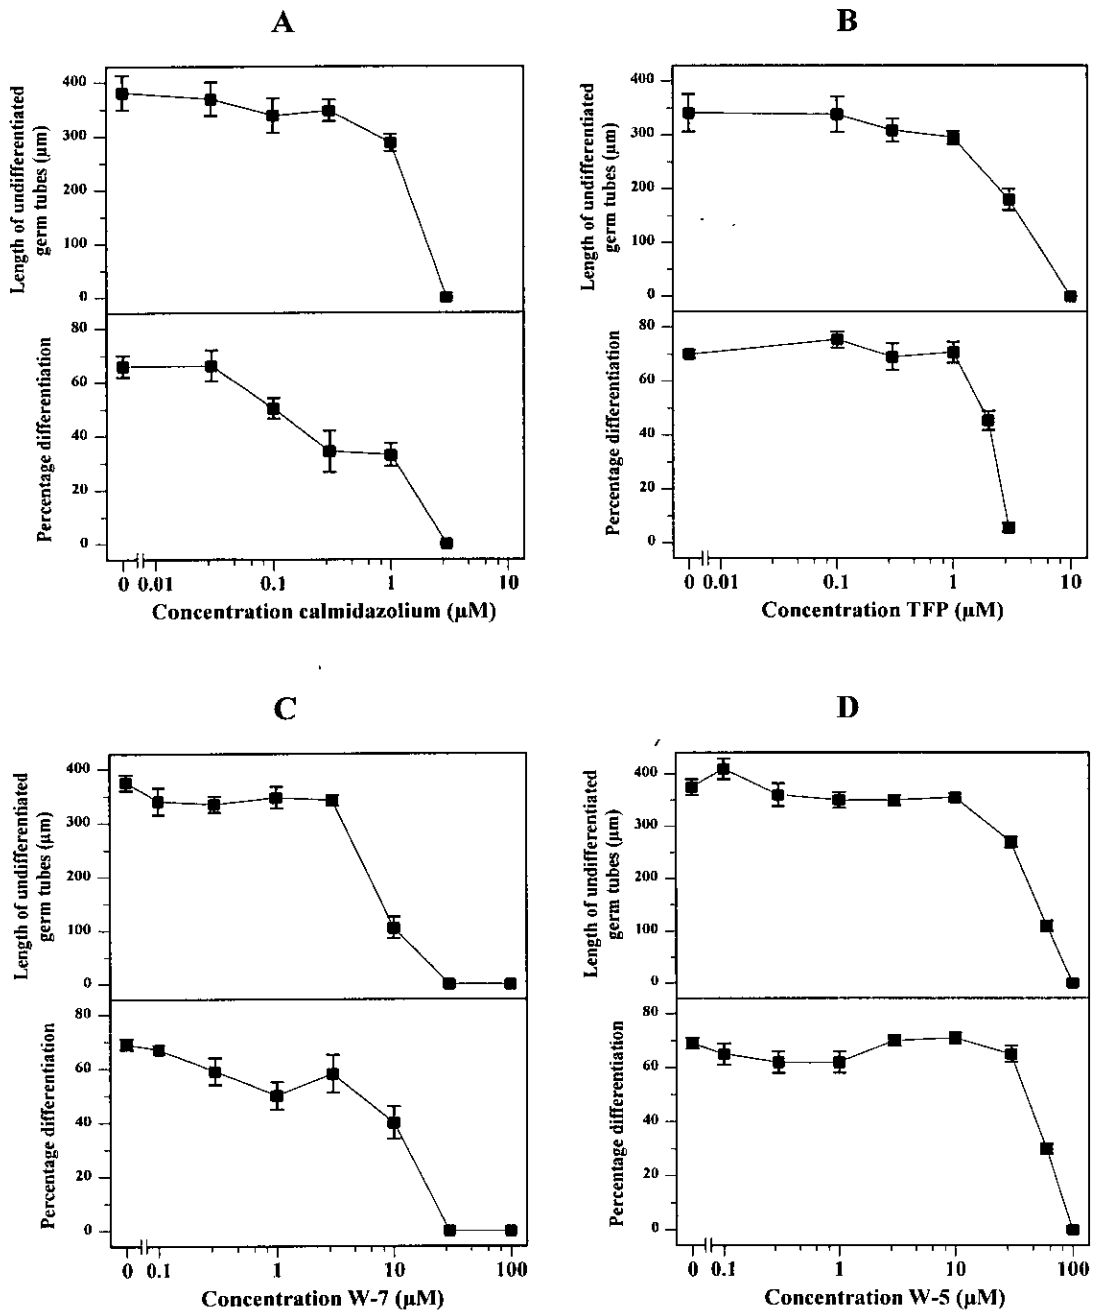 A
Length of undifferentiated
germ tubes (µm)
400
300
200
100
0
Percentage differentiation
80
60
40
20
0
0 0.01 0.1 1 10
Concentration calmidazolium (µM)
B
Length of undifferentiated
germ tubes (µm)
400
300
200
100
0
Percentage differentiation
80
60
40
20
0
0 0.01 0.1 1 10
Concentration TFP (µM)
C
Length of undifferentiated
germ tubes (µm)
400
300
200
100
0
Percentage differentiation
80
60
40
20
0
0 0.1 1 10 100
Concentration W-7 (µM)
D
Length of undifferentiated
germ tubes (µm)
400
300
200
100
0
Percentage differentiation
80
60
40
20
0
0 0.1 1 10 100
Concentration W-5 (µM)